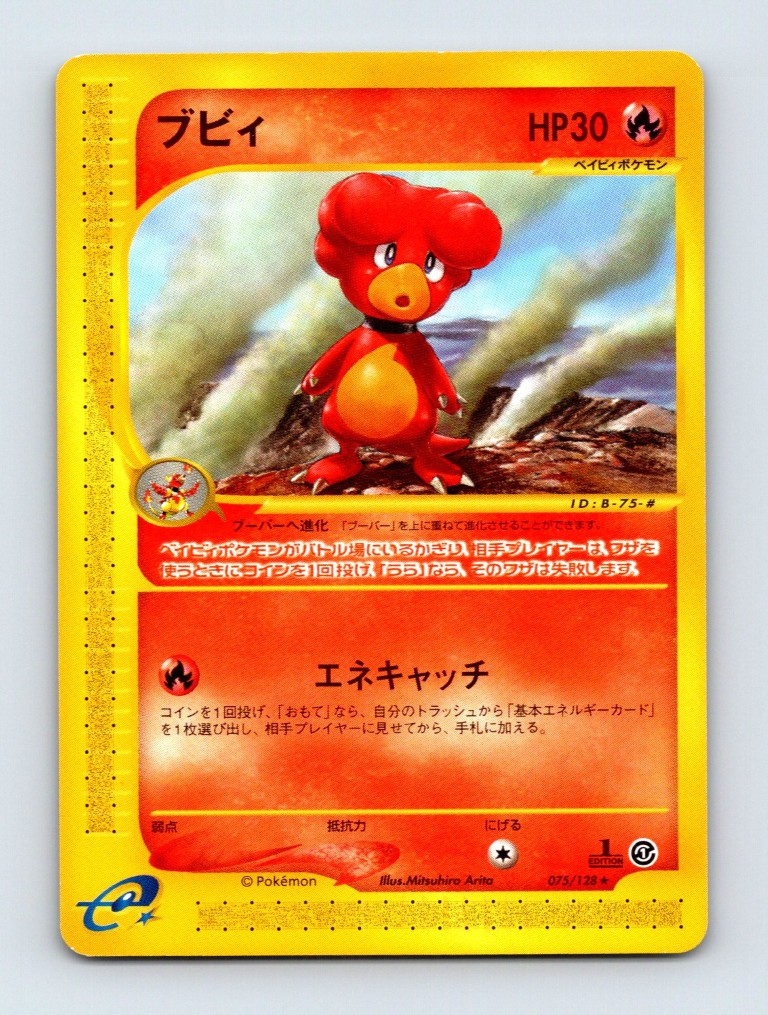 ブビィ
HP30
ベイビィポケモン
ID:B-75-#
ブーバーへ進化 「ブーバー」を上に重ねて進化させることができます。
ベイビィポケモンがバトル場にいるかぎり、相手プレイヤーは、ワザを
使うときにコインを1回投げ、「うら」なら、そのワザは失敗します。
エネキャッチ
コインを1回投げ、「おもて」なら、自分のトラッシュから「基本エネルギーカード」
を1枚選び出し、相手プレイヤーに見せてから、手札に加える。
弱点 抵抗力 にげる
1 EDITION
© Pokémon Illus.Mitsuhiro Arita 075/128★
e